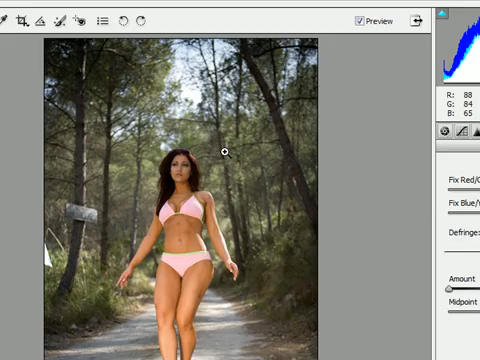 Preview
R: 88
G: 84
B: 65
Fix Red/C
Fix Blue/Y
Defringe:
Amount
Midpoint